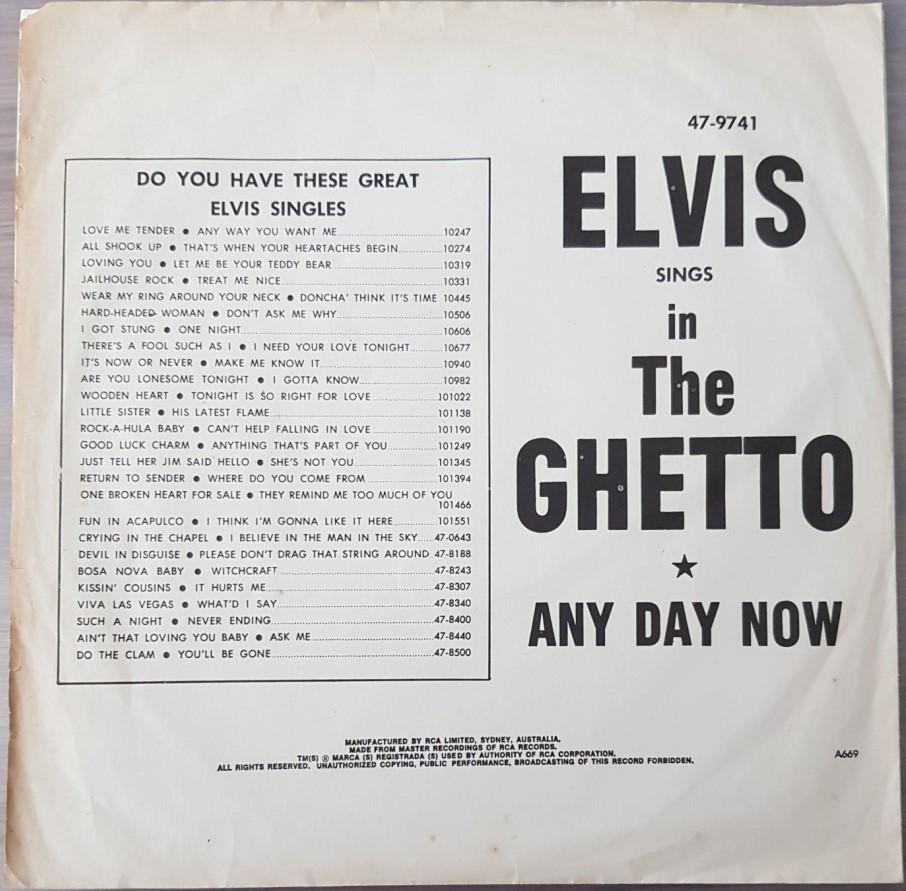 DO YOU HAVE THESE GREAT
ELVIS SINGLES
LOVE ME TENDER ● ANY WAY YOU WANT ME 10247
ALL SHOOK UP ● THAT'S WHEN YOUR HEARTACHES BEGIN 10274
LOVING YOU ● LET ME BE YOUR TEDDY BEAR 10319
JAILHOUSE ROCK ● TREAT ME NICE 10331
WEAR MY RING AROUND YOUR NECK ● DONCHA' THINK IT'S TIME 10445
HARD-HEADED WOMAN ● DON'T ASK ME WHY 10506
I GOT STUNG ● ONE NIGHT 10606
THERE'S A FOOL SUCH AS I ● I NEED YOUR LOVE TONIGHT 10677
IT'S NOW OR NEVER ● MAKE ME KNOW IT 10940
ARE YOU LONESOME TONIGHT ● I GOTTA KNOW 10982
WOODEN HEART ● TONIGHT IS SO RIGHT FOR LOVE 101022
LITTLE SISTER ● HIS LATEST FLAME 101138
ROCK-A-HULA BABY ● CAN'T HELP FALLING IN LOVE 101190
GOOD LUCK CHARM ● ANYTHING THAT'S PART OF YOU 101249
JUST TELL HER JIM SAID HELLO ● SHE'S NOT YOU 101345
RETURN TO SENDER ● WHERE DO YOU COME FROM 101394
ONE BROKEN HEART FOR SALE ● THEY REMIND ME TOO MUCH OF YOU
101466
FUN IN ACAPULCO ● I THINK I'M GONNA LIKE IT HERE 101551
CRYING IN THE CHAPEL ● I BELIEVE IN THE MAN IN THE SKY 47-0643
DEVIL IN DISGUISE ● PLEASE DON'T DRAG THAT STRING AROUND 47-8188
BOSA NOVA BABY ● WITCHCRAFT 47-8243
KISSIN' COUSINS ● IT HURTS ME 47-8307
VIVA LAS VEGAS ● WHAT'D I SAY 47-8340
SUCH A NIGHT ● NEVER ENDING 47-8400
AIN'T THAT LOVING YOU BABY ● ASK ME 47-8440
DO THE CLAM ● YOU'LL BE GONE 47-8500
47-9741
ELVIS
SINGS
in
The
GHETTO
★
ANY DAY NOW
MANUFACTURED BY RCA LIMITED, SYDNEY, AUSTRALIA.
MADE FROM MASTER RECORDINGS OF RCA RECORDS.
TM(S) ® MARCA (S) REGISTRADA (S) USED BY AUTHORITY OF RCA CORPORATION.
ALL RIGHTS RESERVED. UNAUTHORIZED COPYING, PUBLIC PERFORMANCE, BROADCASTING OF THIS RECORD FORBIDDEN.
A669